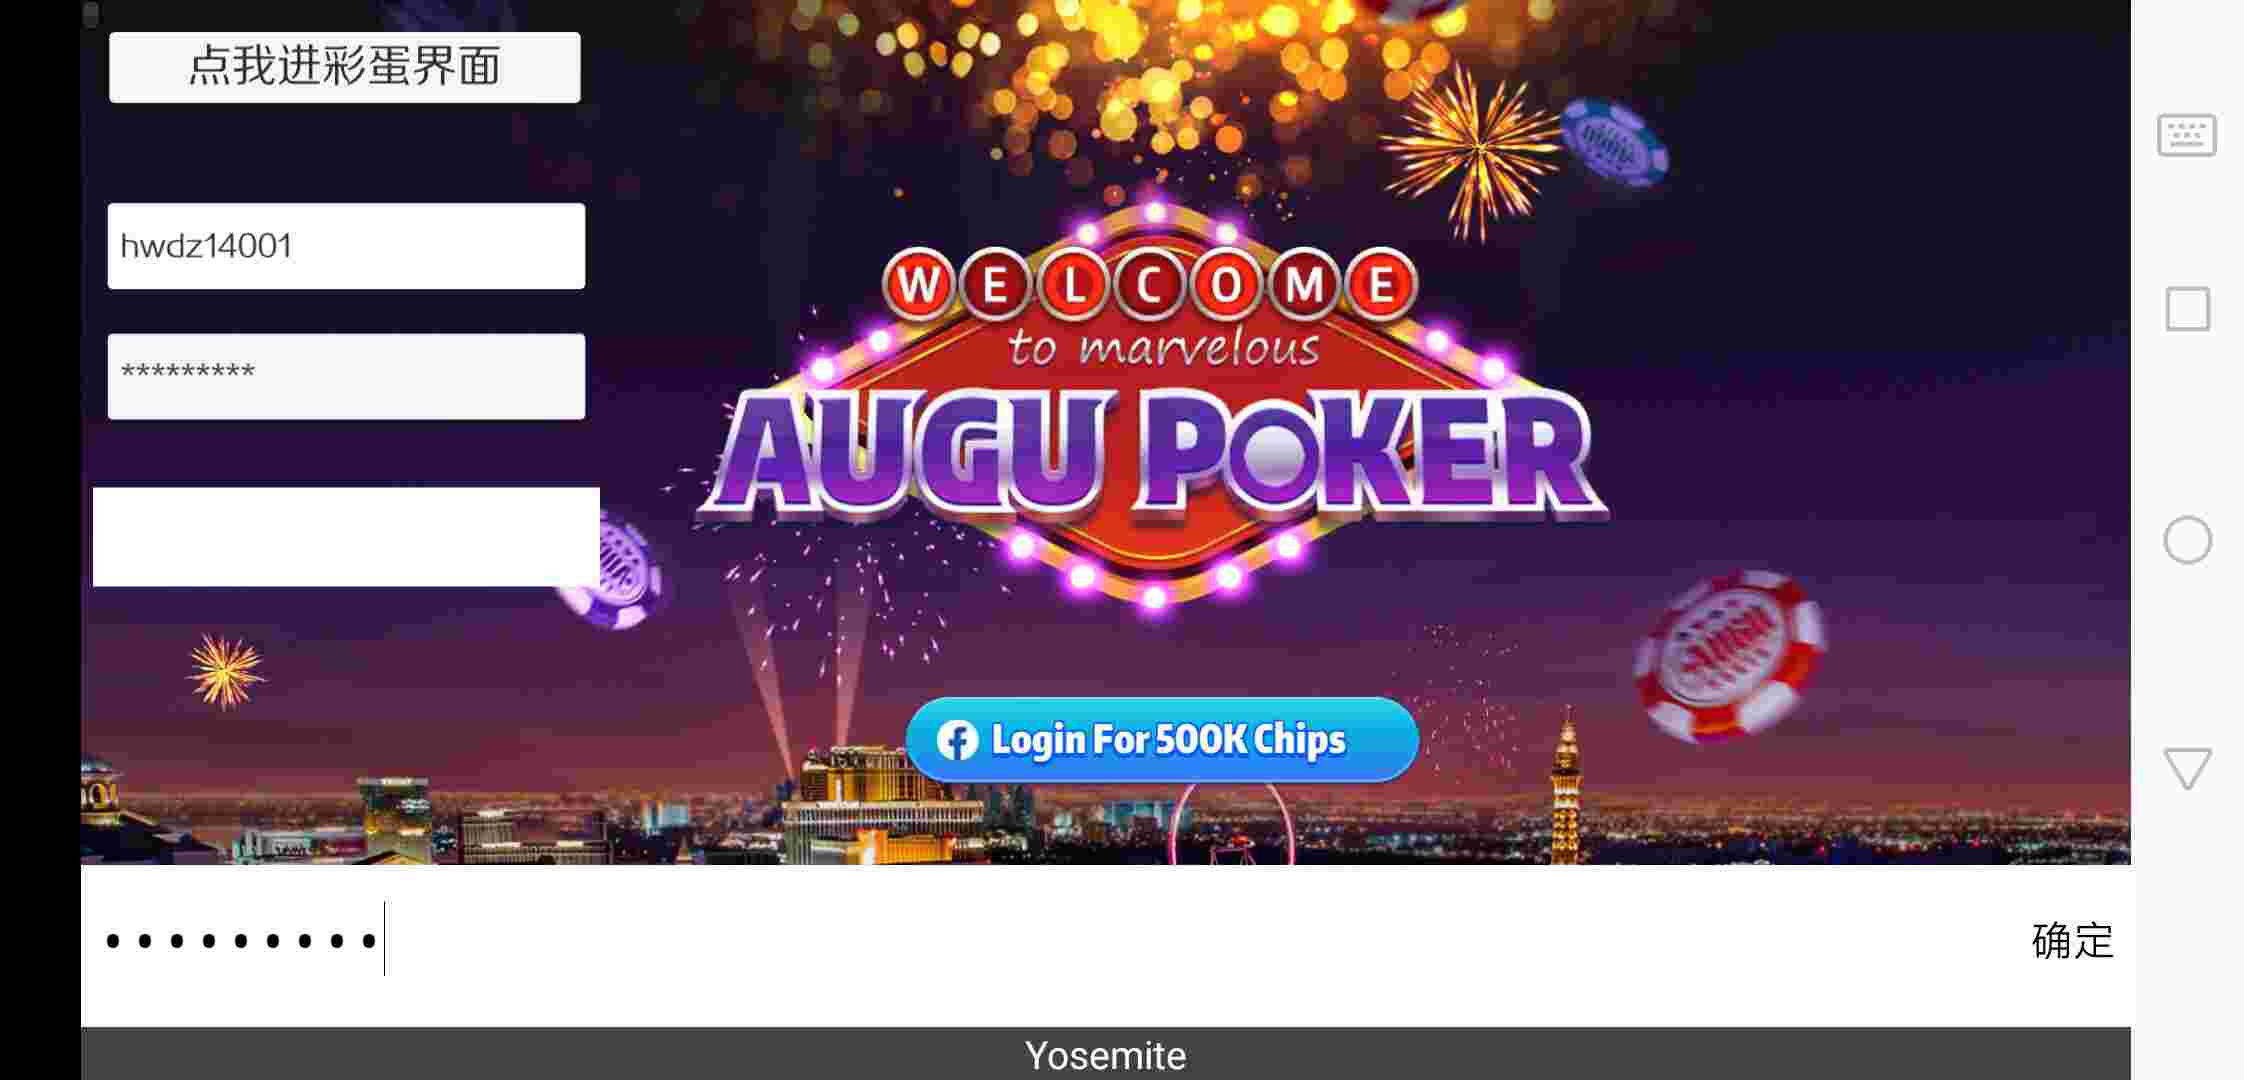 点我进彩蛋界面
hwdz14001
*********
WELCOME
to marvelous
AUGU POKER
Login For 500K Chips
•••••••••
确定
Yosemite